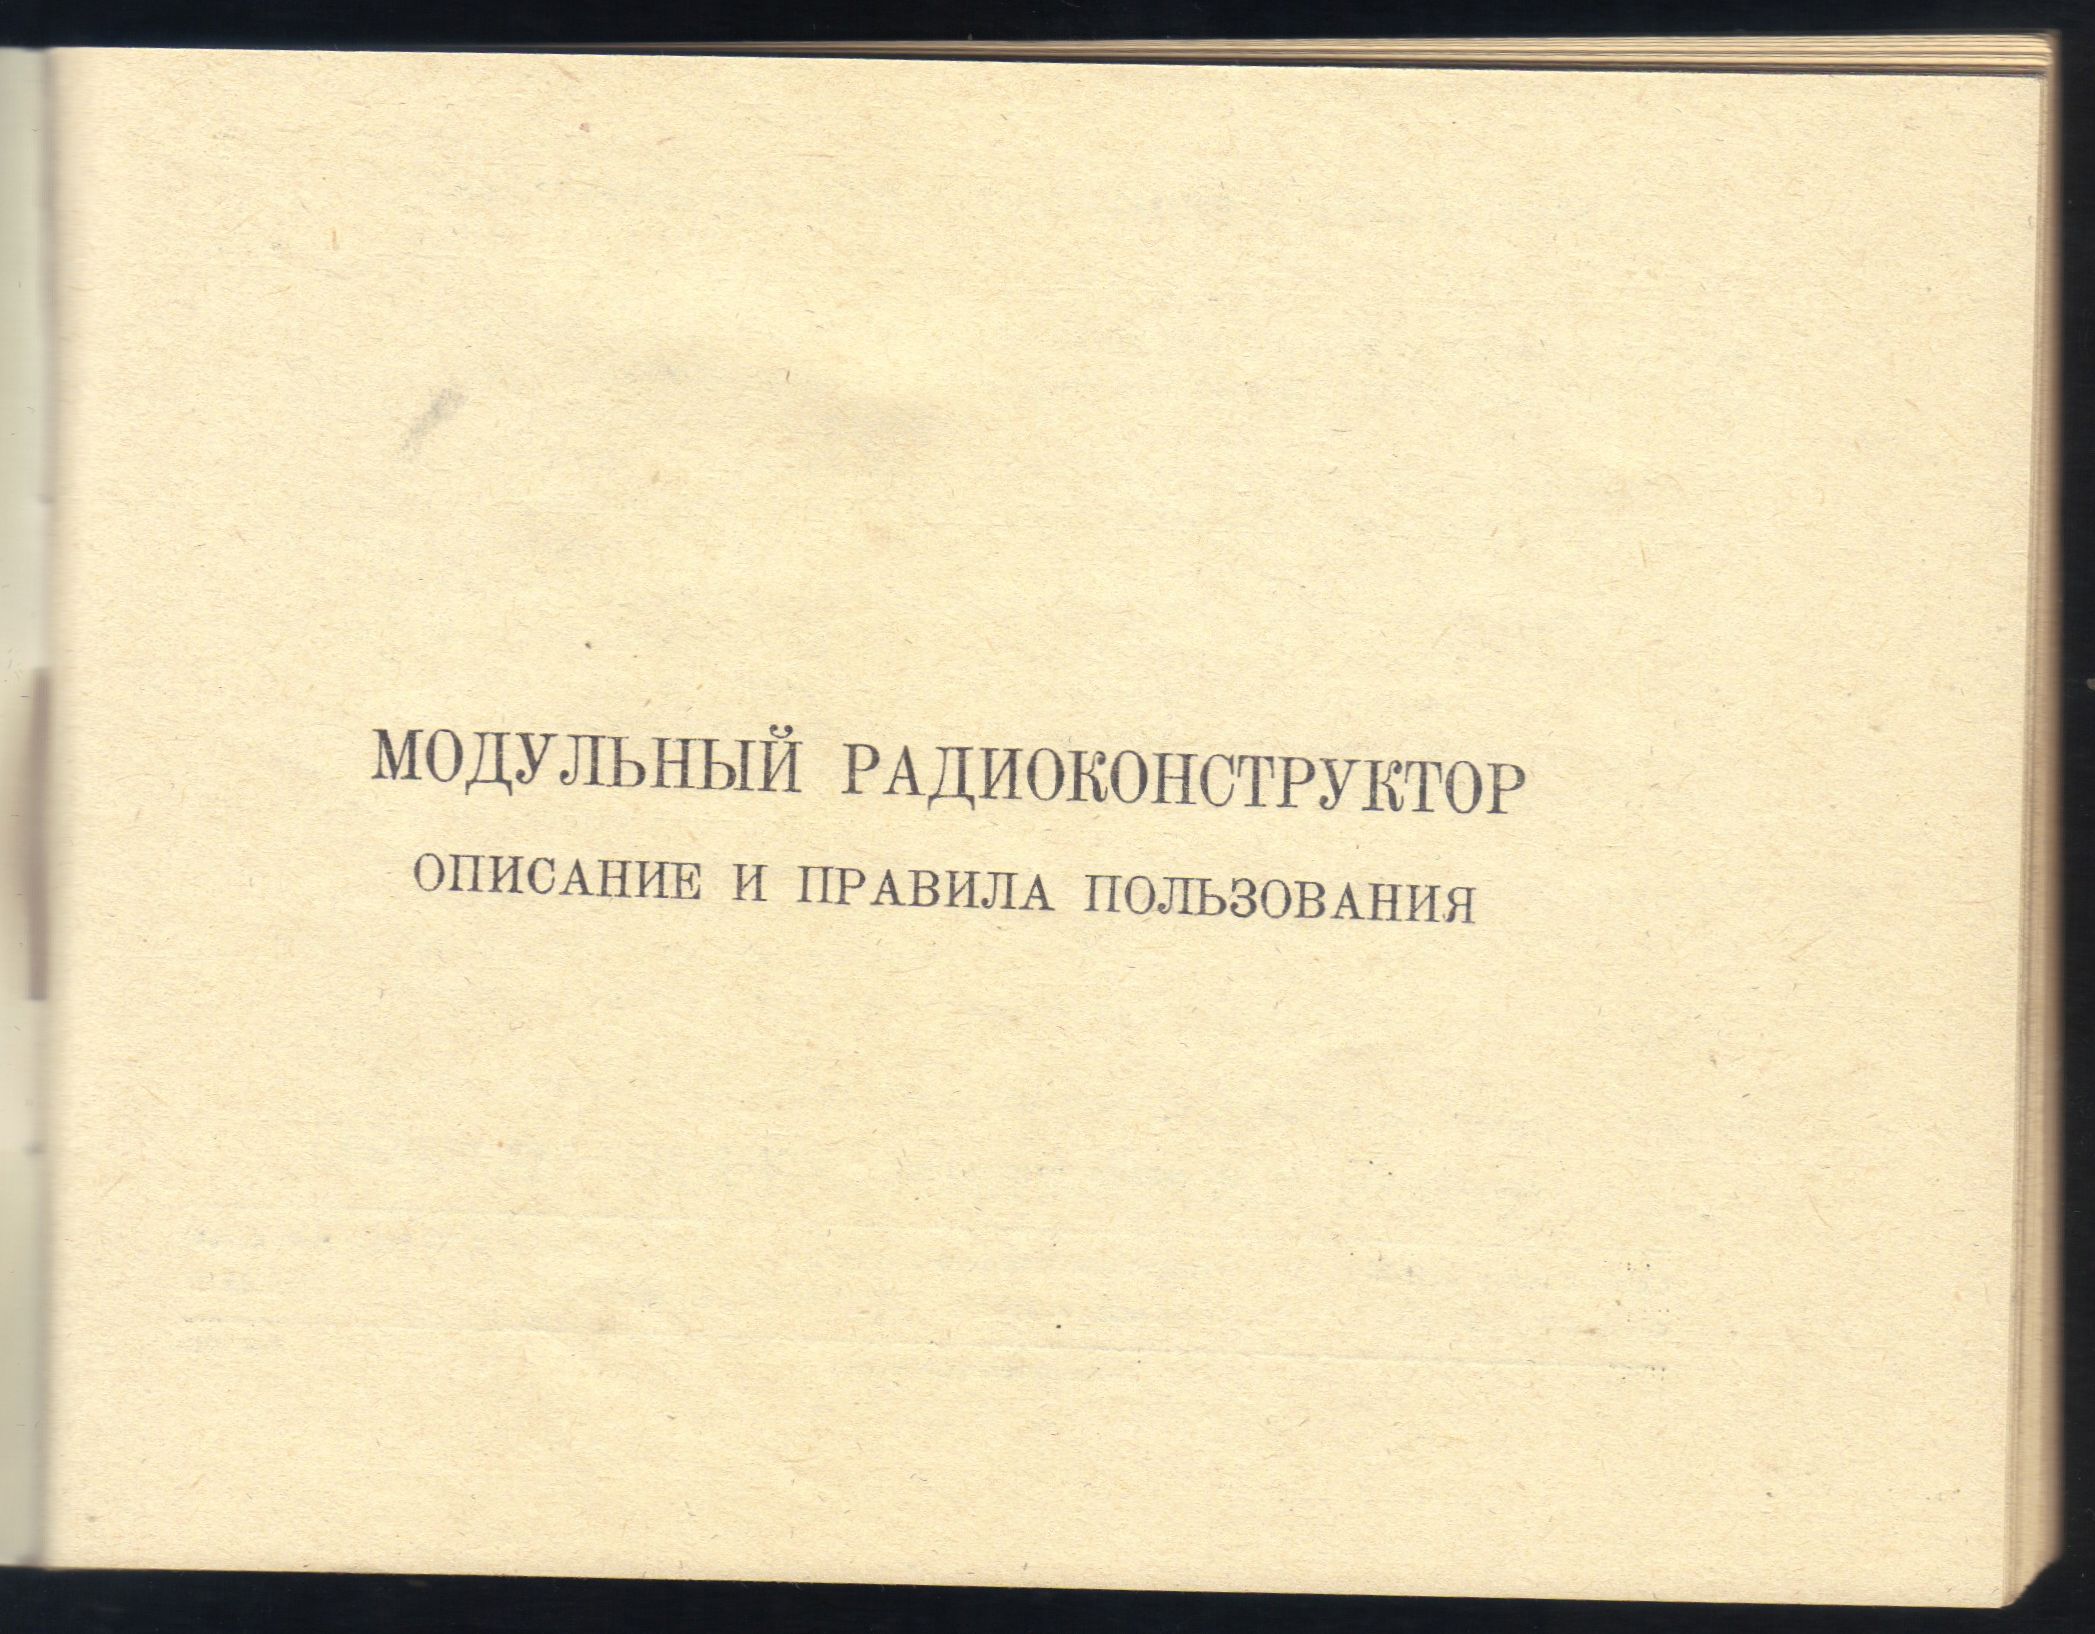 МОДУЛЬНЫЙ РАДИОКОНСТРУКТОР
ОПИСАНИЕ И ПРАВИЛА ПОЛЬЗОВАНИЯ